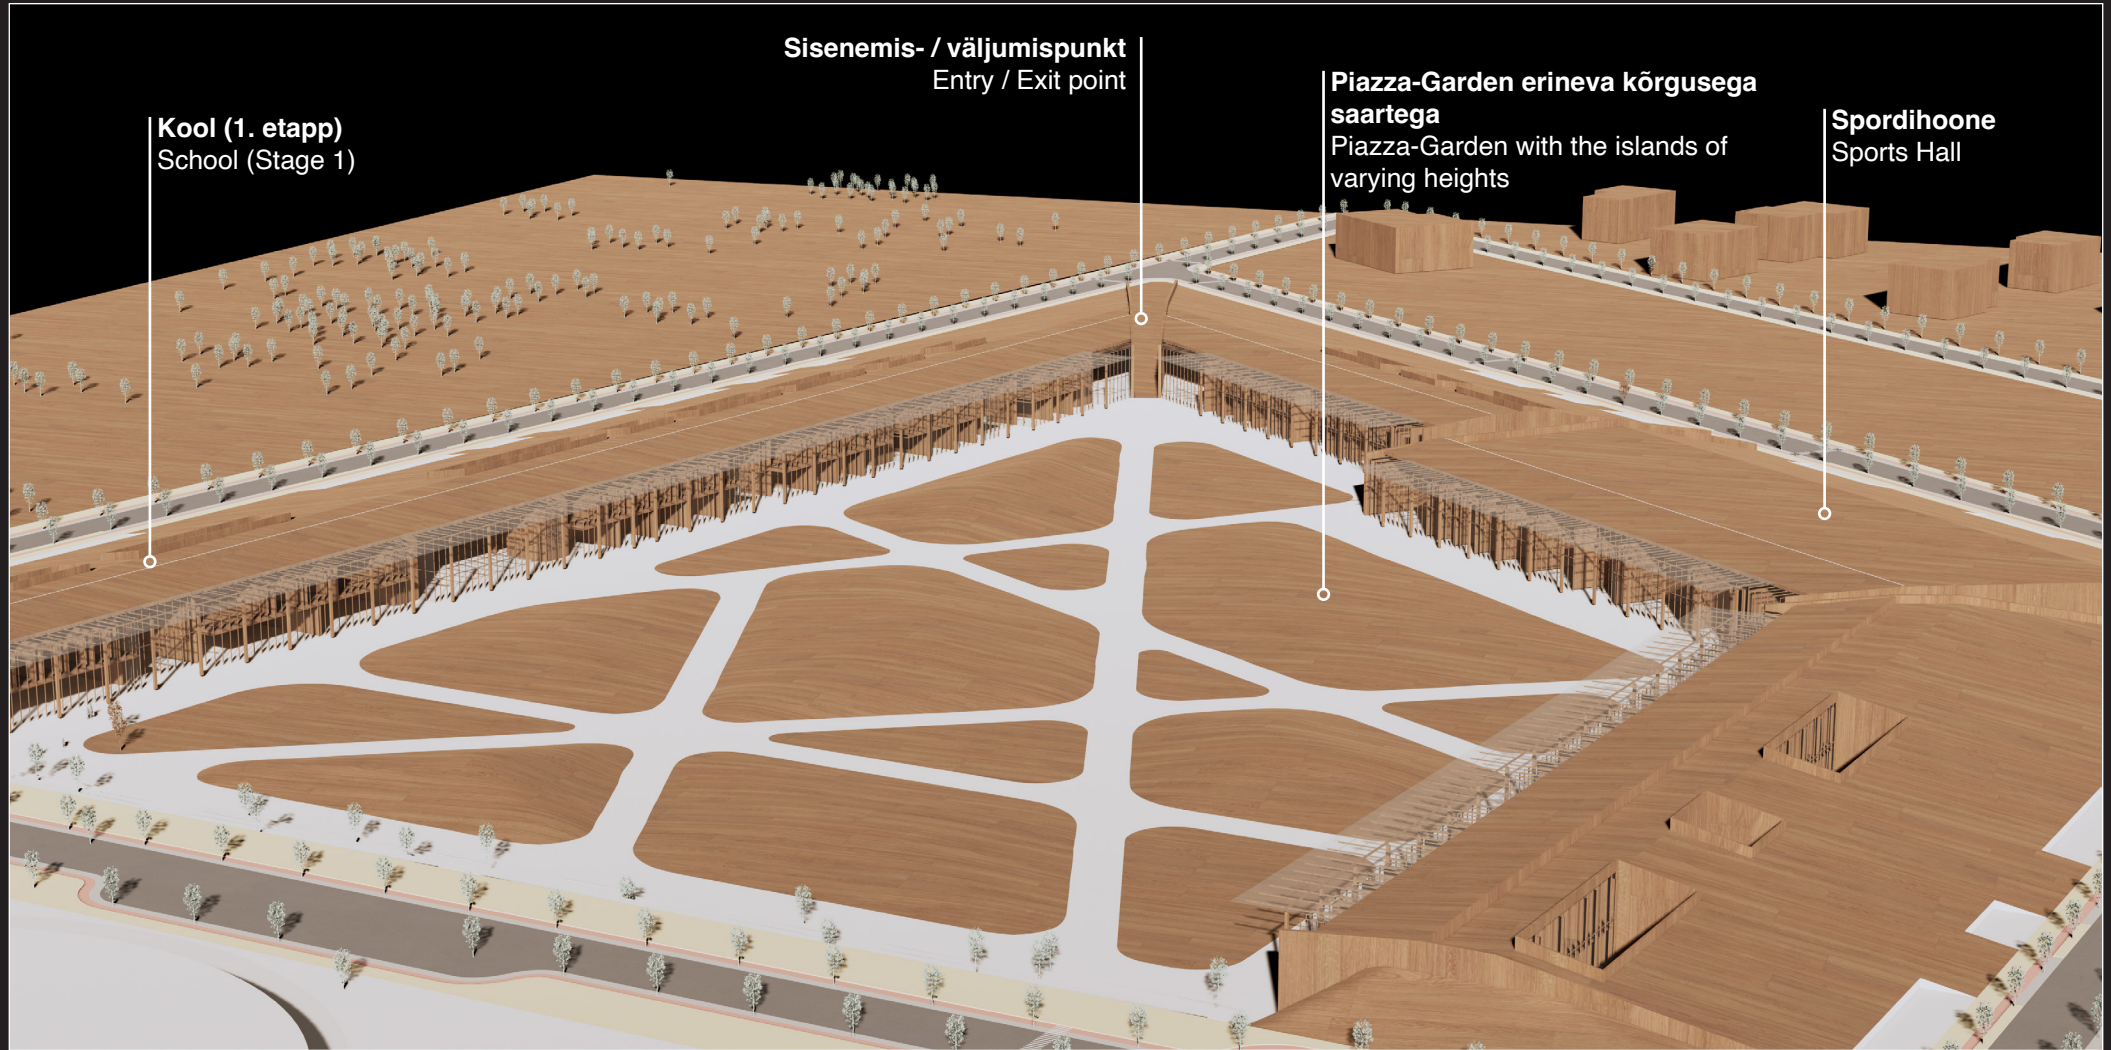 Sisenemis- / väljumispunkt
Entry / Exit point
Piazza-Garden erineva kõrgusega
saartega
Piazza-Garden with the islands of
varying heights
Spordihoone
Sports Hall
Kool (1. etapp)
School (Stage 1)